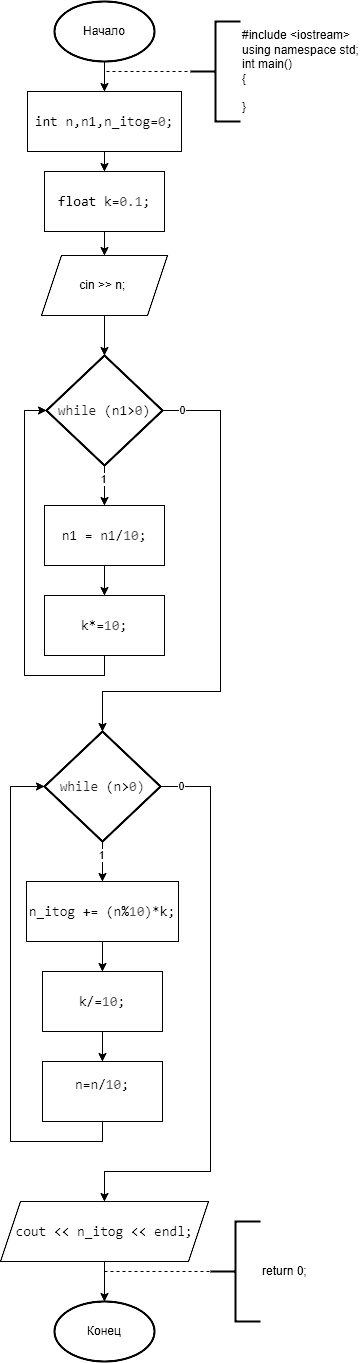 Начало
#include <iostream>
using namespace std;
int main()
{
}
int n,n1,n_itog=0;
float k=0.1;
cin >> n;
while (n1>0)
0
1
n1 = n1/10;
k*=10;
while (n>0)
0
1
n_itog += (n%10)*k;
k/=10;
n=n/10;
cout << n_itog << endl;
return 0;
Конец